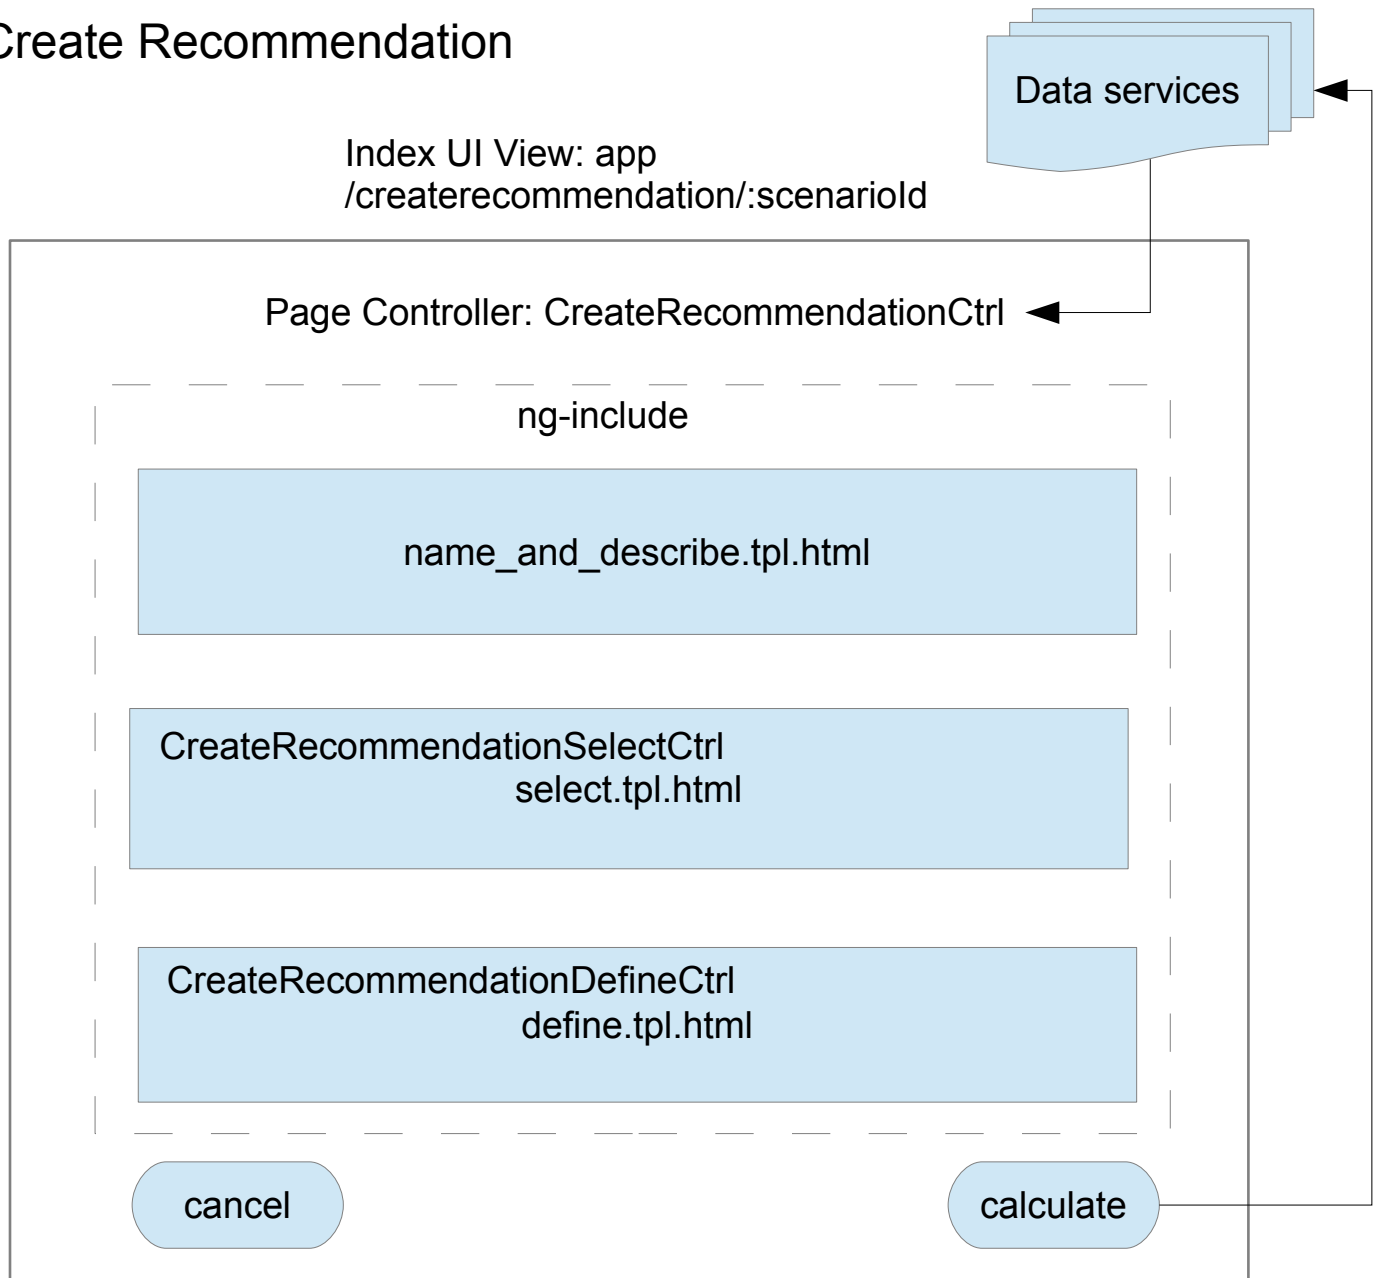 Create Recommendation
Data services
Index UI View: app
/createrecommendation/:scenarioId
Page Controller: CreateRecommendationCtrl
ng-include
name_and_describe.tpl.html
CreateRecommendationSelectCtrl
select.tpl.html
CreateRecommendationDefineCtrl
define.tpl.html
cancel
calculate